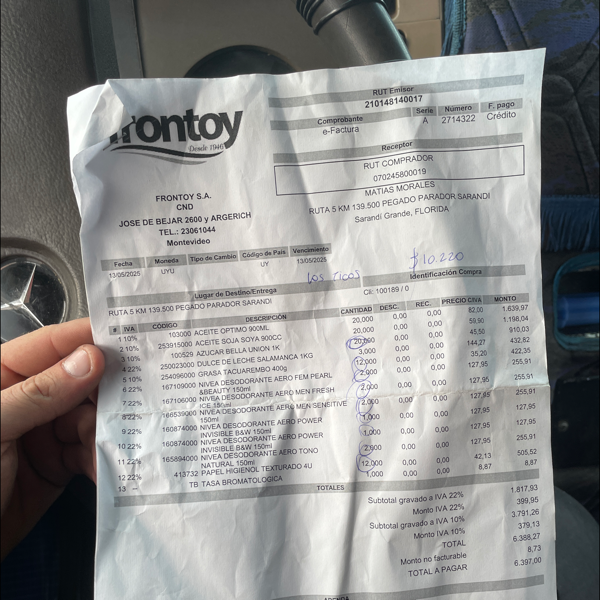 frontoy
Desde 1946
FRONTOY S.A.
CND
JOSE DE BEJAR 2600 y ARGERICH
TEL.: 23061044
Montevideo
RUT Emisor
210148140017
Comprobante Serie Número F. pago
e-Factura A 2714322 Crédito
Receptor
RUT COMPRADOR
070245800019
MATIAS MORALES
RUTA 5 KM 139.500 PEGADO PARADOR SARANDI
Sarandi Grande, FLORIDA
Fecha Moneda Tipo de Cambio Código de País Vencimiento
13/05/2025 UYU UY 13/05/2025
LOS TICOS
$10.220
Lugar de Destino/Entrega Identificación Compra
RUTA 5 KM 139.500 PEGADO PARADOR SARANDI Cli: 100189 / 0
# IVA CÓDIGO DESCRIPCIÓN CANTIDAD DESC. REC. PRECIO C/IVA MONTO
1 10% 103000 ACEITE OPTIMO 900ML 20,000 0,00 0,00 82,00 1.639,97
2 10% 253915000 ACEITE SOJA SOYA 900CC 20,000 0,00 0,00 59,90 1.198,04
3 10% 100529 AZUCAR BELLA UNION 1K 20,000 0,00 0,00 45,50 910,03
4 22% 250023000 DULCE DE LECHE SALAMANCA 1KG 3,000 0,00 0,00 144,27 432,82
5 10% 254096000 GRASA TACUAREMBO 400g 12,000 0,00 0,00 35,20 422,35
6 22% 167109000 NIVEA DESODORANTE AERO FEM PEARL &BEAUTY 150ml 2,000 0,00 0,00 127,95 255,91
7 22% 167106000 NIVEA DESODORANTE AERO MEN FRESH ICE 150ml 2,000 0,00 0,00 127,95 255,91
8 22% 166539000 NIVEA DESODORANTE AERO MEN SENSITIVE 150ml 2,000 0,00 0,00 127,95 255,91
9 22% 160874000 NIVEA DESODORANTE AERO POWER INVISIBLE B&W 150ml 1,000 0,00 0,00 127,95 127,95
10 22% 160874000 NIVEA DESODORANTE AERO POWER INVISIBLE B&W 150ml 1,000 0,00 0,00 127,95 127,95
11 22% 165894000 NIVEA DESODORANTE AERO TONO NATURAL 150ml 2,000 0,00 0,00 127,95 255,91
12 22% 413732 PAPEL HIGIENOL TEXTURADO 4U 12,000 0,00 0,00 42,13 505,52
13 -- TB TASA BROMATOLOGICA 1,000 0,00 0,00 8,87 8,87
TOTALES
Subtotal gravado a IVA 22% 1.817,93
Monto IVA 22% 399,95
Subtotal gravado a IVA 10% 3.791,26
Monto IVA 10% 379,13
TOTAL 6.388,27
Monto no facturable 8,73
TOTAL A PAGAR 6.397,00
ADENDA